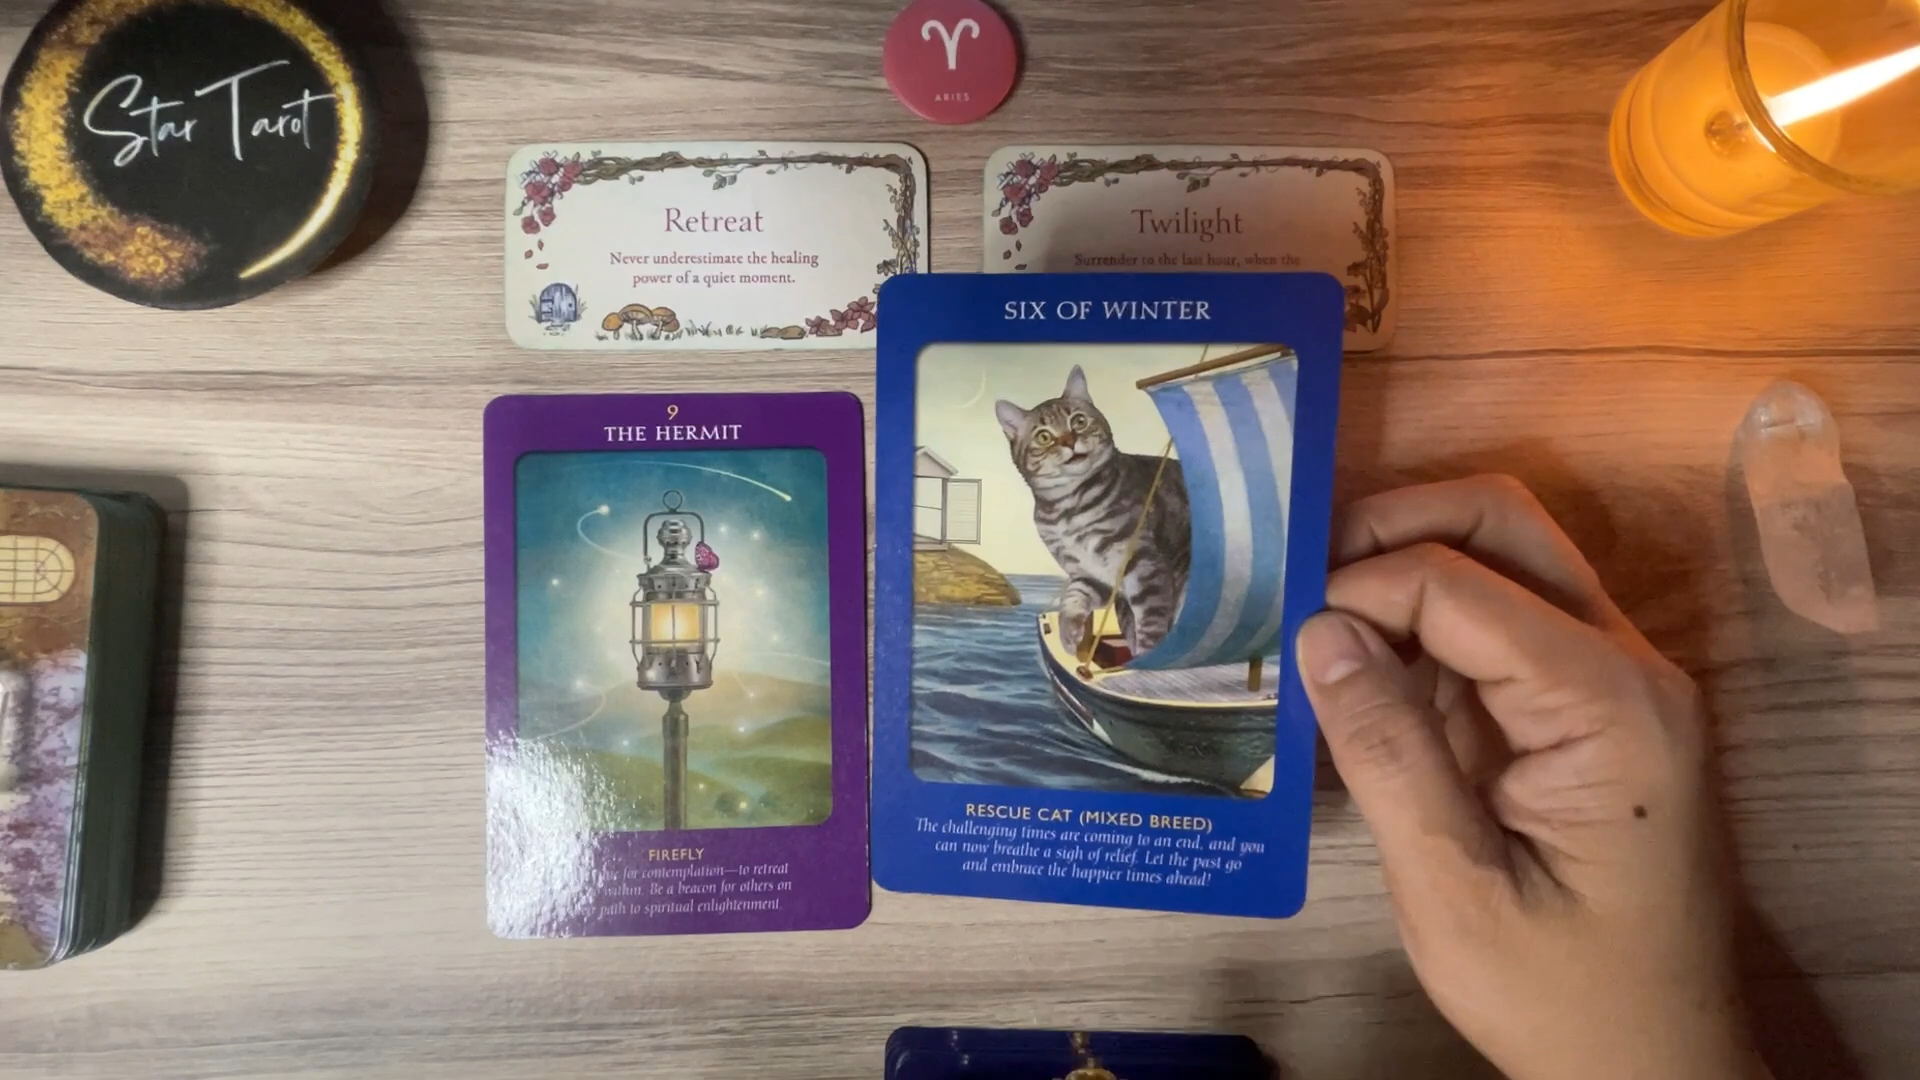 Star Tarot
ARIES
Retreat
Never underestimate the healing
power of a quiet moment.
Twilight
Surrender to the last hour, when the
9
THE HERMIT
FIREFLY
for contemplation—to retreat
within. Be a beacon for others on
path to spiritual enlightenment.
SIX OF WINTER
RESCUE CAT (MIXED BREED)
The challenging times are coming to an end, and you
can now breathe a sigh of relief. Let the past go
and embrace the happier times ahead!